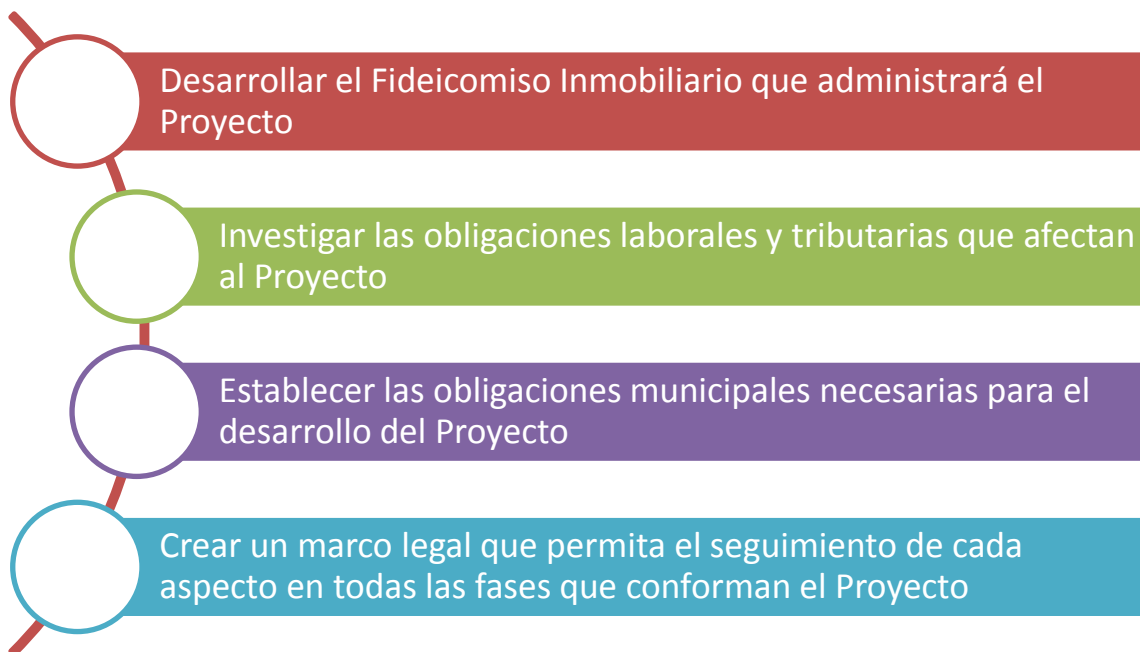 Desarrollar el Fideicomiso Inmobiliario que administrará el
Proyecto
Investigar las obligaciones laborales y tributarias que afectan
al Proyecto
Establecer las obligaciones municipales necesarias para el
desarrollo del Proyecto
Crear un marco legal que permita el seguimiento de cada
aspecto en todas las fases que conforman el Proyecto